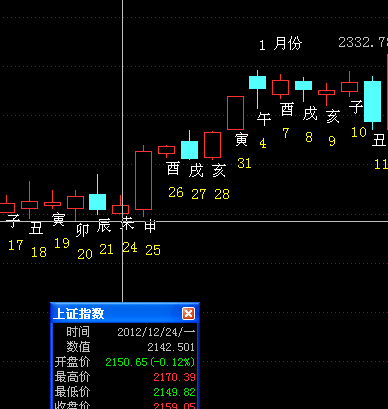 1 月份
2332.78
子 丑 寅 卯 辰 未 申 酉 戌 亥 寅 午 酉 戌 亥 子 丑
17 18 19 20 21 24 25 26 27 28 31 4 7 8 9 10 11
上证指数
时间 2012/12/24/一
数值 2142.501
开盘价 2150.65(-0.12%)
最高价 2170.39
最低价 2149.82
收盘价 2159.05